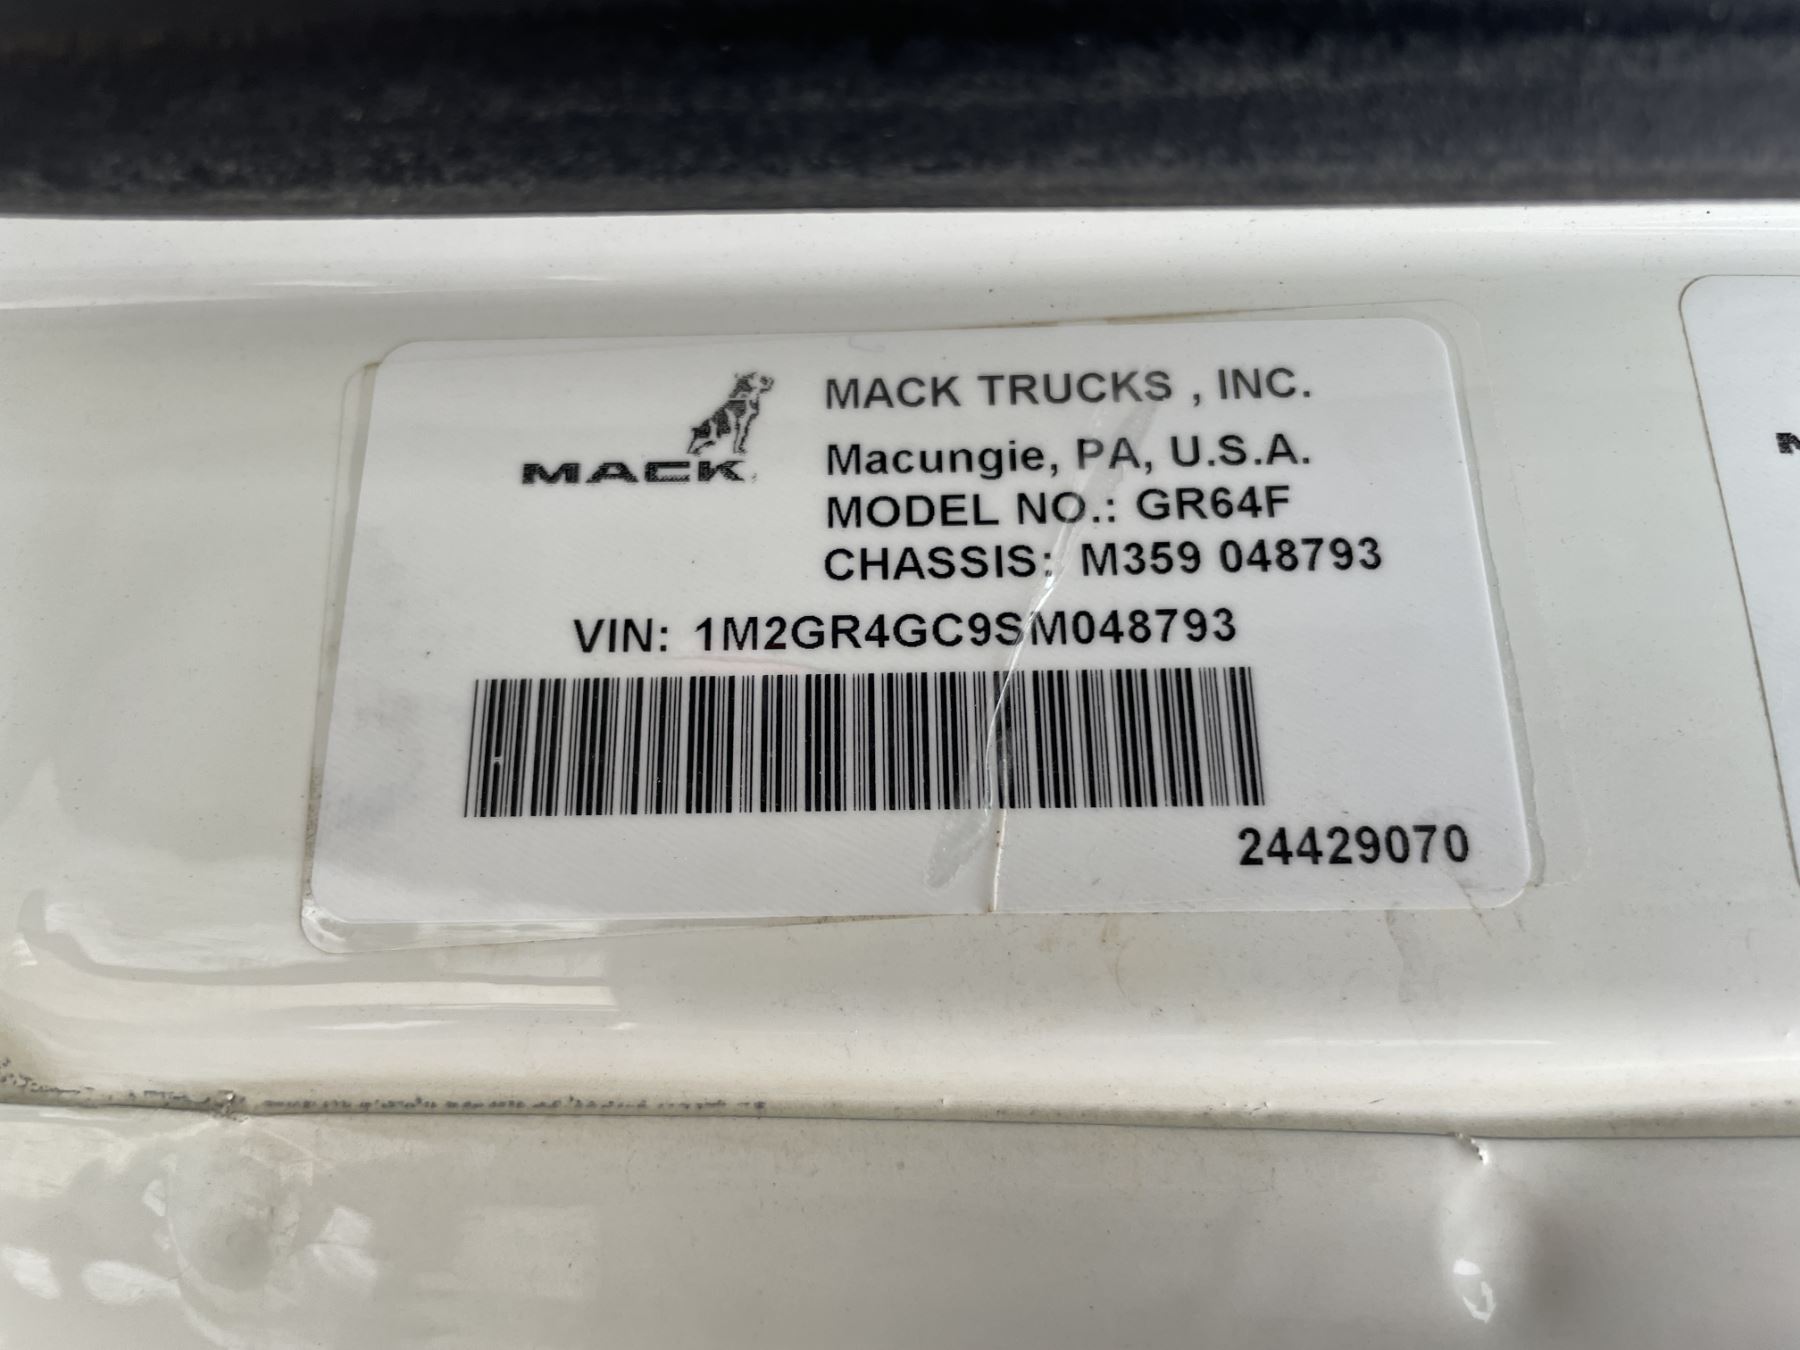 MACK
MACK TRUCKS , INC.
Macungie, PA, U.S.A.
MODEL NO.: GR64F
CHASSIS: M359 048793
VIN: 1M2GR4GC9SM048793
24429070